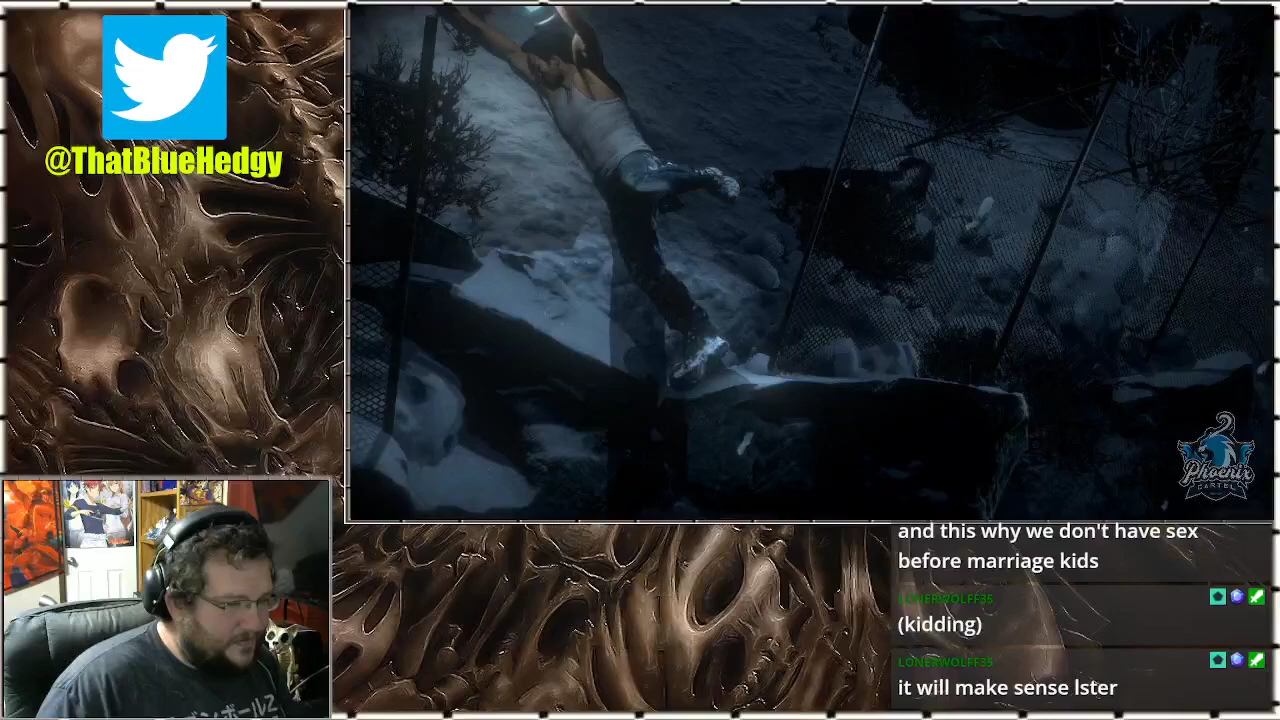 @ThatBlueHedgy
Phoenix
CARTEL
and this why we don't have sex
before marriage kids
LONERWOLFF35
(kidding)
LONERWOLFF35
it will make sense lster